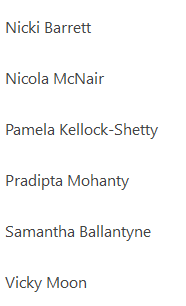 Nicki Barrett
Nicola McNair
Pamela Kellock-Shetty
Pradipta Mohanty
Samantha Ballantyne
Vicky Moon